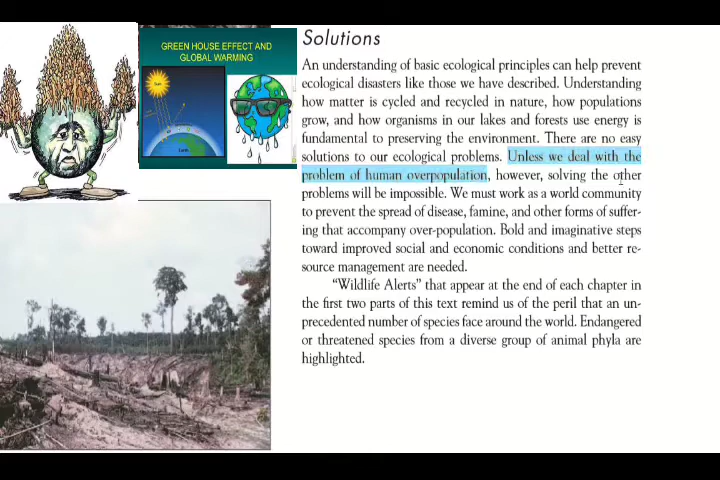 GREEN HOUSE EFFECT AND
GLOBAL WARMING
Sun
Earth
Solutions
An understanding of basic ecological principles can help prevent
ecological disasters like those we have described. Understanding
how matter is cycled and recycled in nature, how populations
grow, and how organisms in our lakes and forests use energy is
fundamental to preserving the environment. There are no easy
solutions to our ecological problems. Unless we deal with the
problem of human overpopulation, however, solving the other
problems will be impossible. We must work as a world community
to prevent the spread of disease, famine, and other forms of suffer-
ing that accompany over-population. Bold and imaginative steps
toward improved social and economic conditions and better re-
source management are needed.
“Wildlife Alerts” that appear at the end of each chapter in
the first two parts of this text remind us of the peril that an un-
precedented number of species face around the world. Endangered
or threatened species from a diverse group of animal phyla are
highlighted.